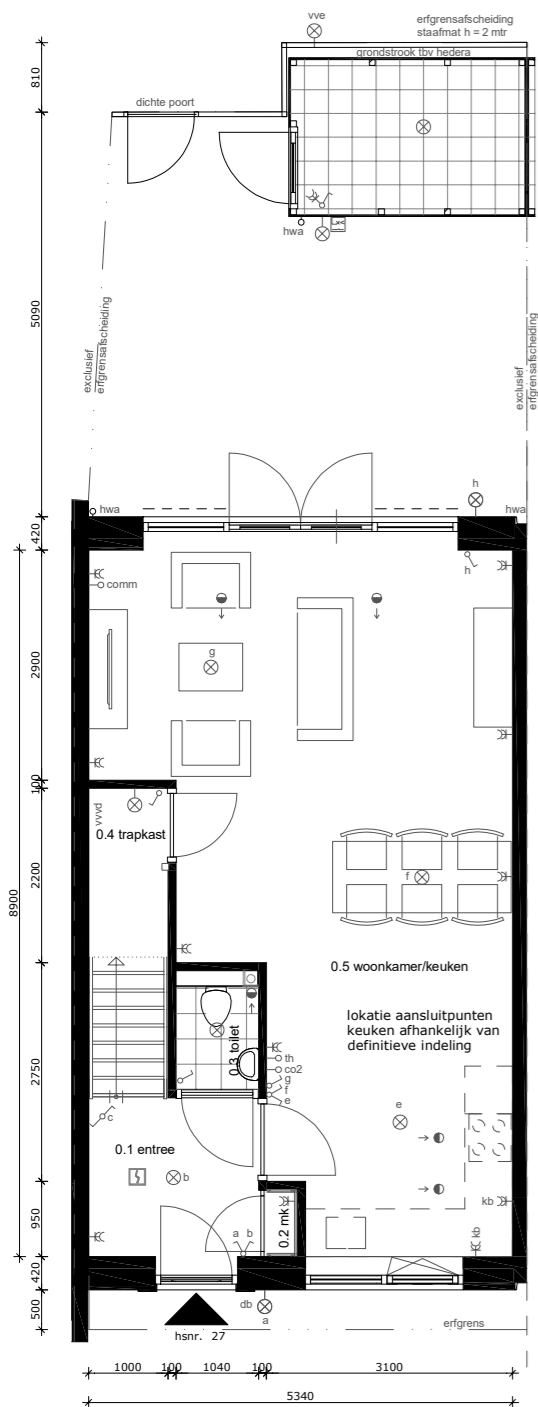 vve
erfgrensafscheiding
staafmat h = 2 mtr
grondstrook tbv hedera
810
dichte poort
hwa
5090
exclusief
erfgrensafscheiding
exclusief
erfgrensafscheiding
hwa
h
hwa
420
comm
h
g
2900
100
vvvd
0.4 trapkast
f
2200
8900
0.5 woonkamer/keuken
lokatie aansluitpunten
keuken afhankelijk van
definitieve indeling
0.3 toilet
th
co2
g
f
e
2750
c
e
0.1 entree
b
kb
0.2 mk
950
a b
kb
420
db
a
500
hsnr. 27
erfgrens
1000 100 1040 100 3100
5340